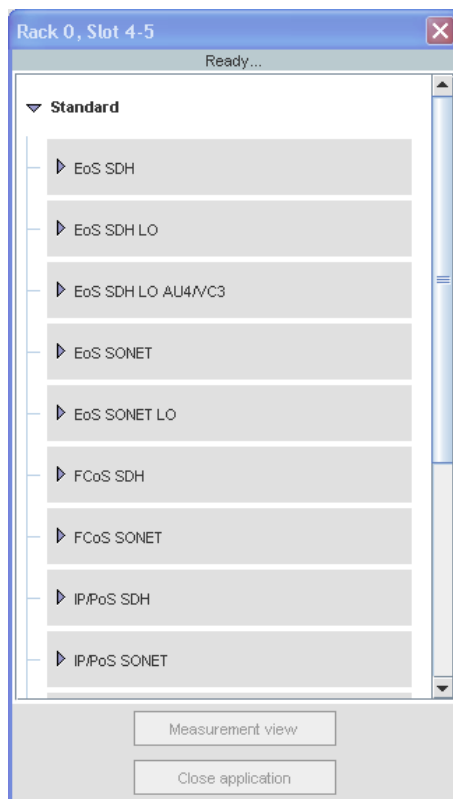 Rack 0, Slot 4-5
Ready...
Standard
EoS SDH
EoS SDH LO
EoS SDH LO AU4/VC3
EoS SONET
EoS SONET LO
FCoS SDH
FCoS SONET
IP/PoS SDH
IP/PoS SONET
Measurement view
Close application